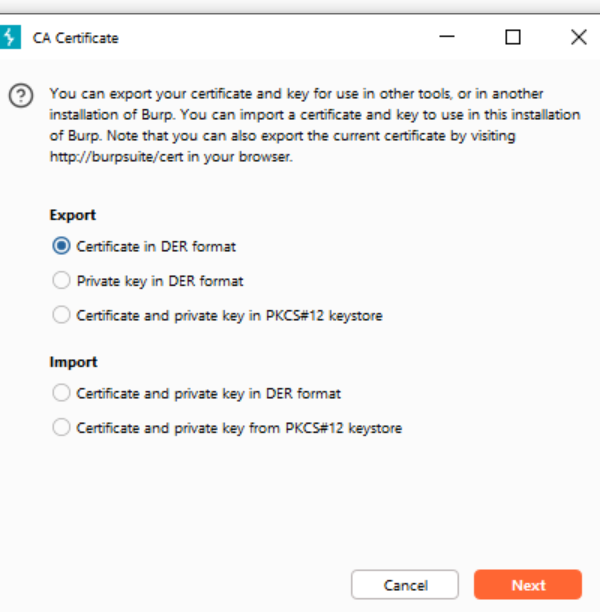 CA Certificate
You can export your certificate and key for use in other tools, or in another
installation of Burp. You can import a certificate and key to use in this installation
of Burp. Note that you can also export the current certificate by visiting
http://burpsuite/cert in your browser.
Export
Certificate in DER format
Private key in DER format
Certificate and private key in PKCS#12 keystore
Import
Certificate and private key in DER format
Certificate and private key from PKCS#12 keystore
Cancel
Next